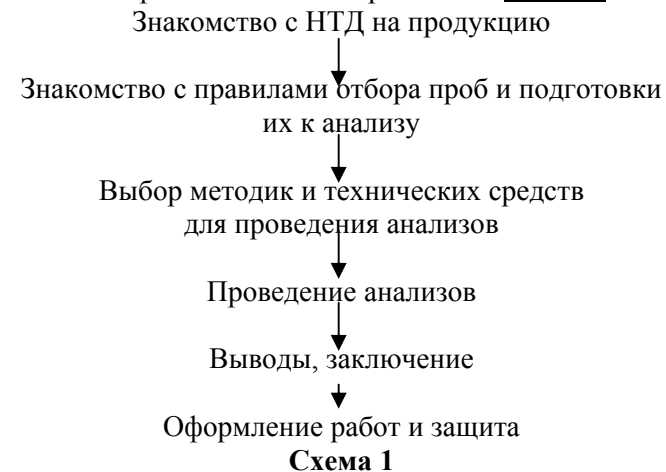 Знакомство с НТД на продукцию
Знакомство с правилами отбора проб и подготовки
их к анализу
Выбор методик и технических средств
для проведения анализов
Проведение анализов
Выводы, заключение
Оформление работ и защита
Схема 1